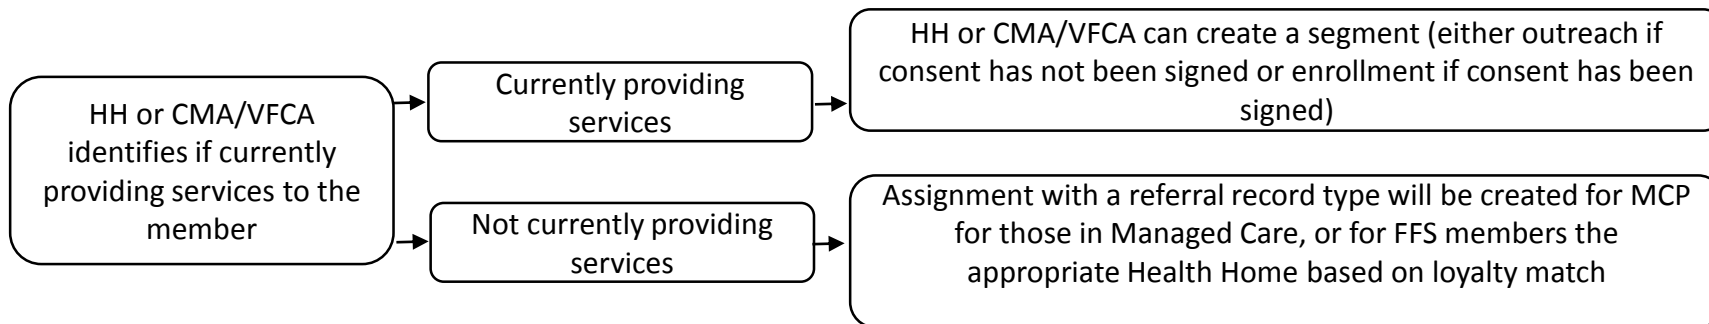 HH or CMA/VFCA
identifies if currently
providing services to the
member
Currently providing
services
HH or CMA/VFCA can create a segment (either outreach if
consent has not been signed or enrollment if consent has been
signed)
Not currently providing
services
Assignment with a referral record type will be created for MCP
for those in Managed Care, or for FFS members the
appropriate Health Home based on loyalty match